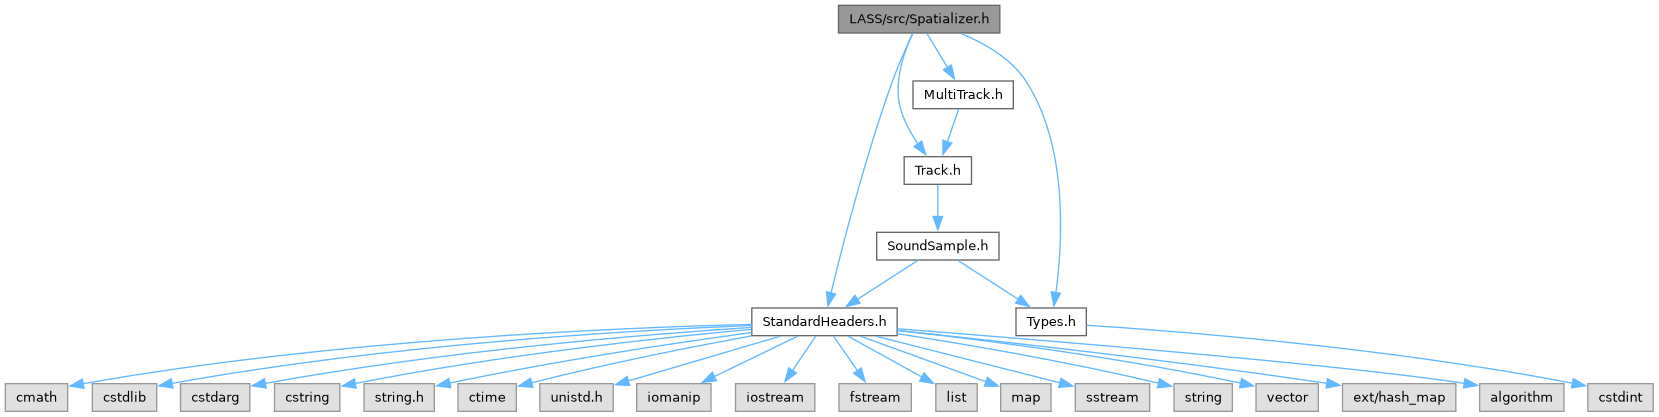 LASS/src/Spatializer.h
MultiTrack.h
Track.h
SoundSample.h
StandardHeaders.h
Types.h
cmath
cstdlib
cstdarg
cstring
string.h
ctime
unistd.h
iomanip
iostream
fstream
list
map
sstream
string
vector
ext/hash_map
algorithm
cstdint